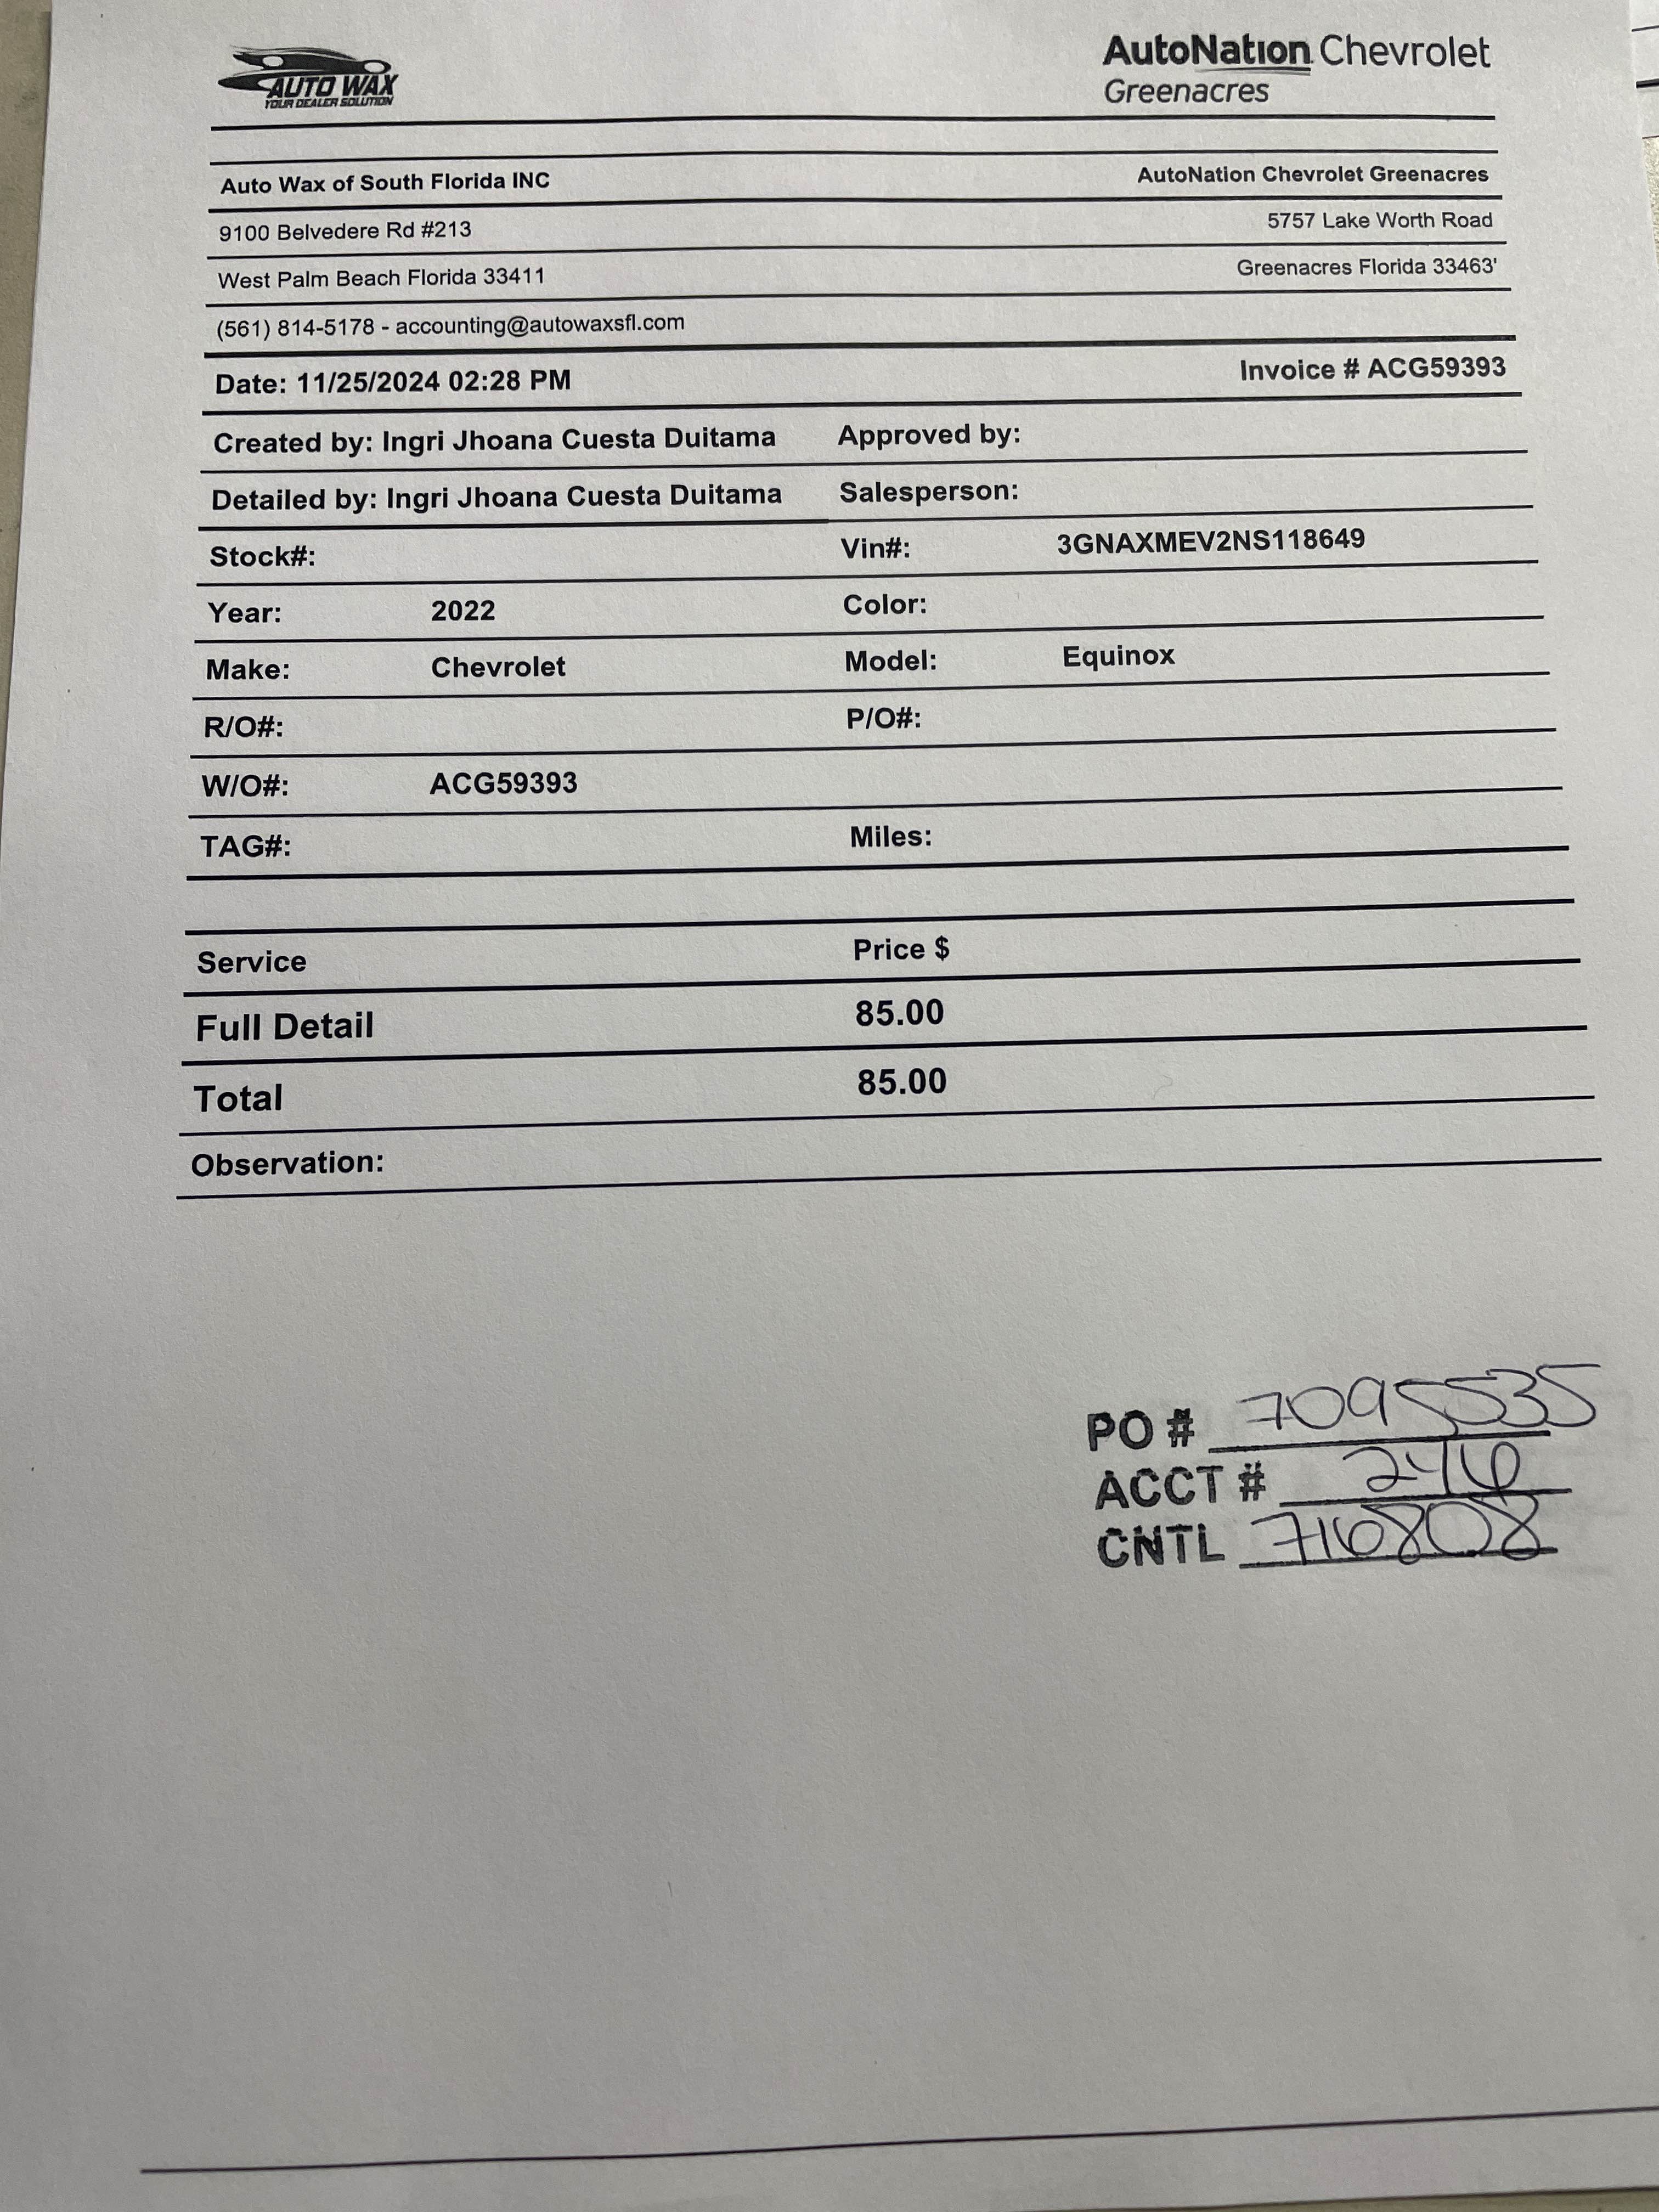 AUTO WAX
YOUR DEALER SOLUTION
AutoNation Chevrolet
Greenacres
Auto Wax of South Florida INC AutoNation Chevrolet Greenacres
9100 Belvedere Rd #213 5757 Lake Worth Road
West Palm Beach Florida 33411 Greenacres Florida 33463'
(561) 814-5178 - accounting@autowaxsfl.com
Date: 11/25/2024 02:28 PM Invoice # ACG59393
Created by: Ingri Jhoana Cuesta Duitama Approved by:
Detailed by: Ingri Jhoana Cuesta Duitama Salesperson:
Stock#: Vin#: 3GNAXMEV2NS118649
Year: 2022 Color:
Make: Chevrolet Model: Equinox
R/O#: P/O#:
W/O#: ACG59393
TAG#: Miles:
Service Price $
Full Detail 85.00
Total 85.00
Observation:
PO # 7095535
ACCT # 246
CNTL 716808